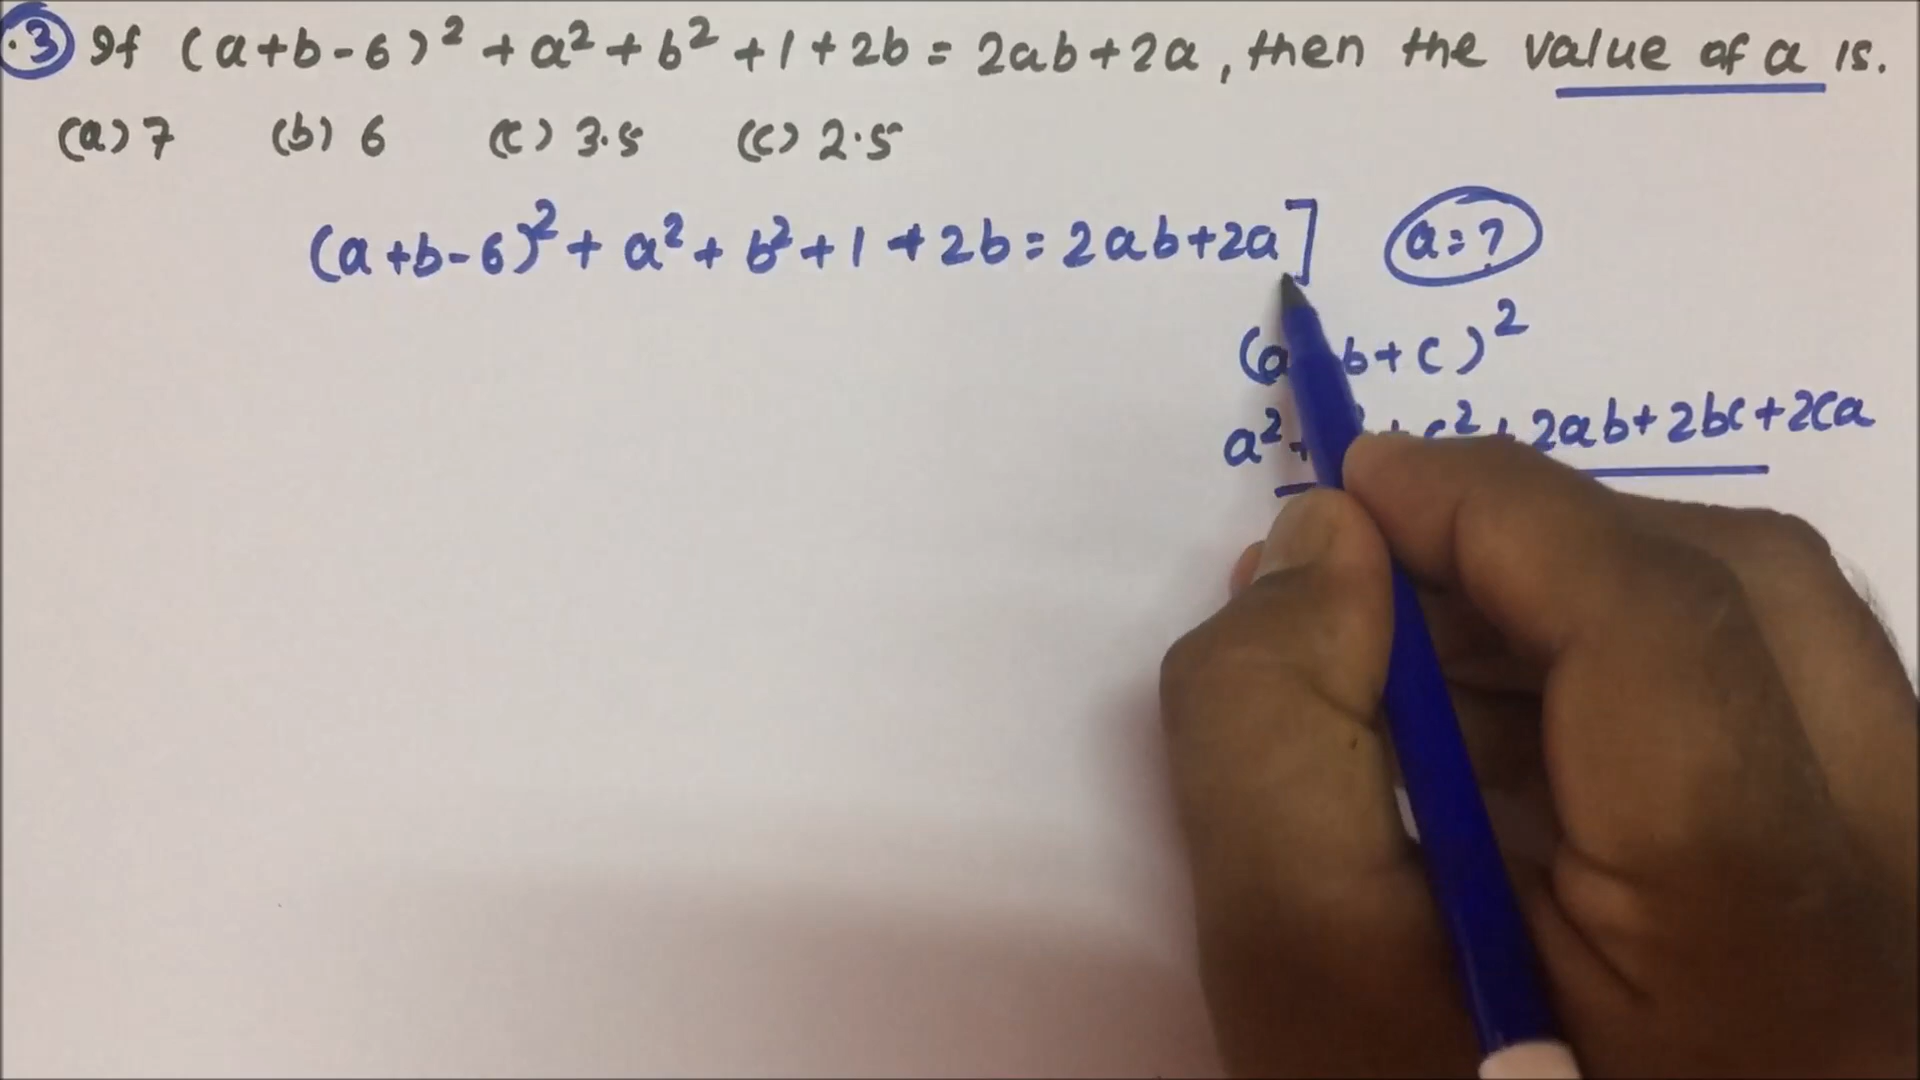 .3) If (a+b-6)² + a² + b² + 1 + 2b = 2ab + 2a, then the value of a is.
(a) 7 (b) 6 (c) 3.5 (c) 2.5
(a+b-6)² + a² + b² + 1 + 2b = 2ab+2a] a = ?
(a b + c)²
a² + c² + 2ab + 2bc + 2ca